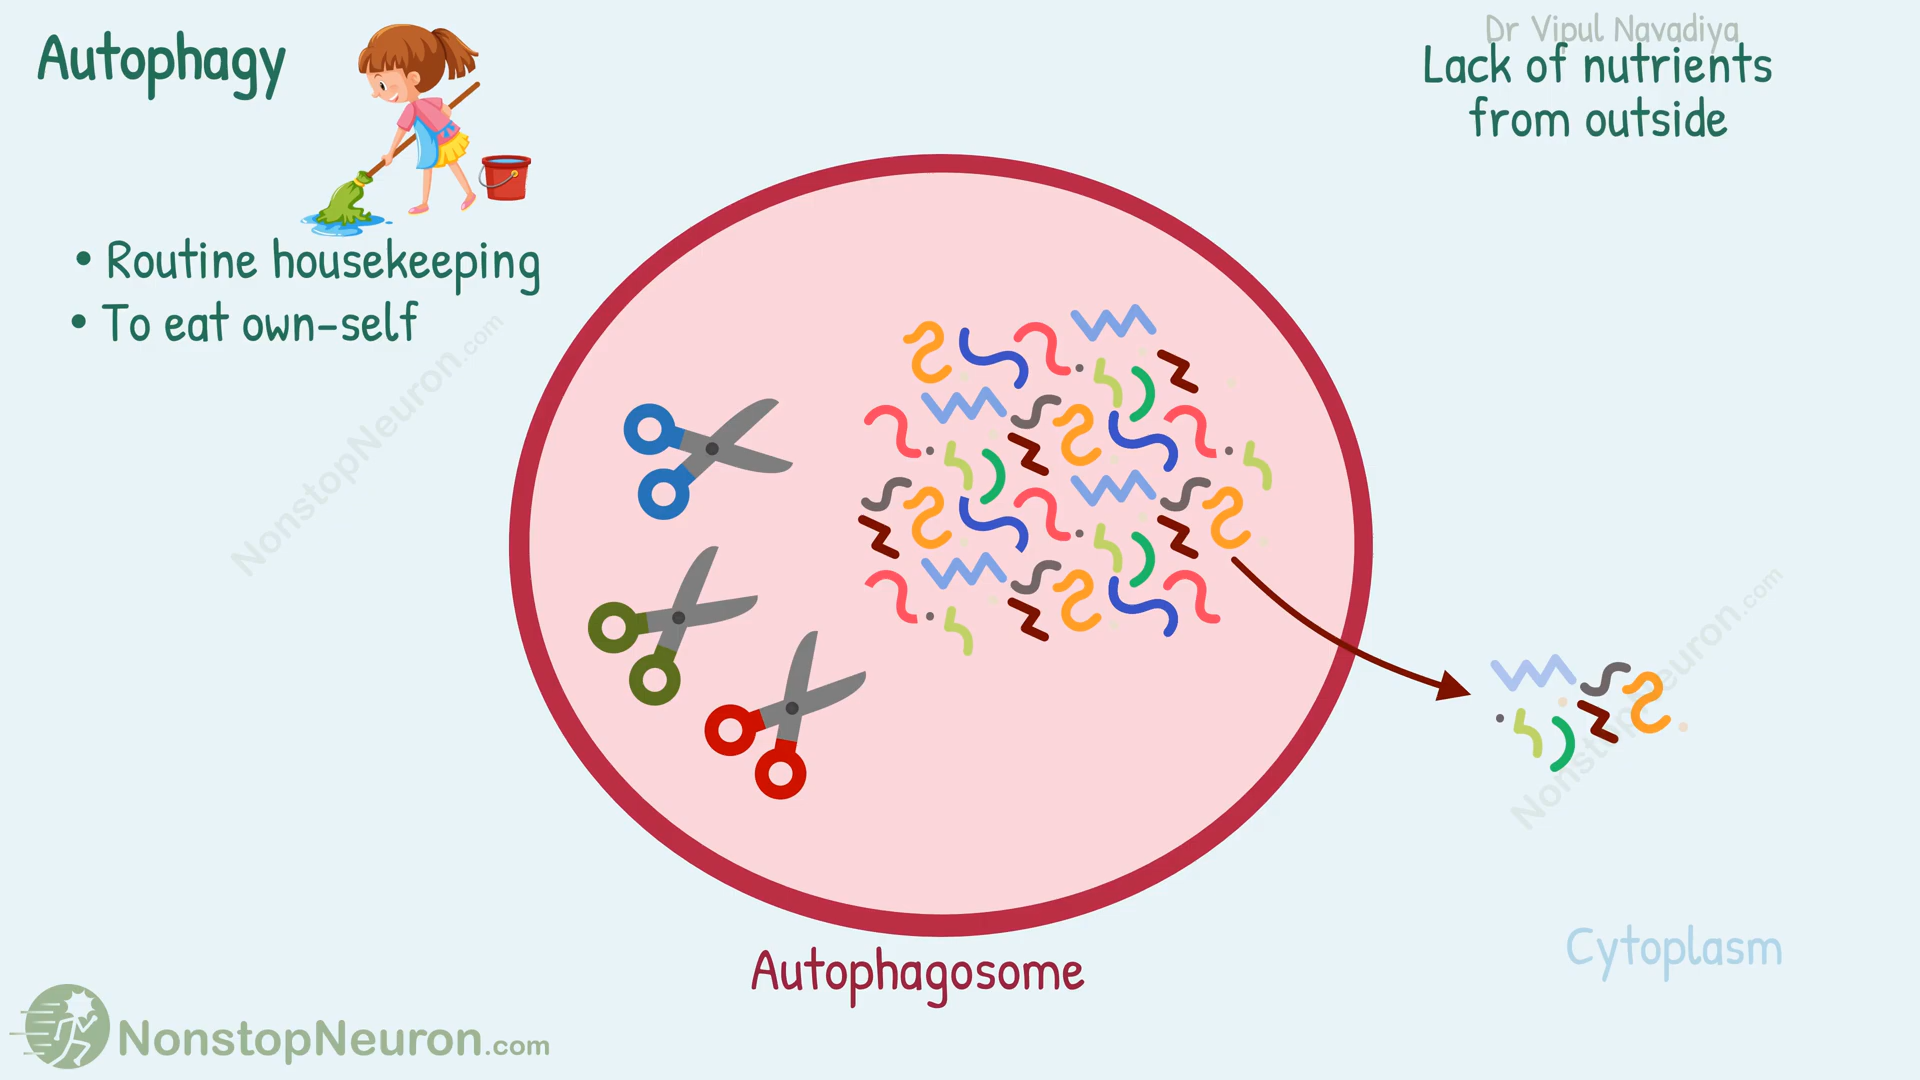 Autophagy
• Routine housekeeping
• To eat own-self
Dr Vipul Navadiya
Lack of nutrients
from outside
NonstopNeuron.com
NonstopNeuron.com
Cytoplasm
Autophagosome
NonstopNeuron.com